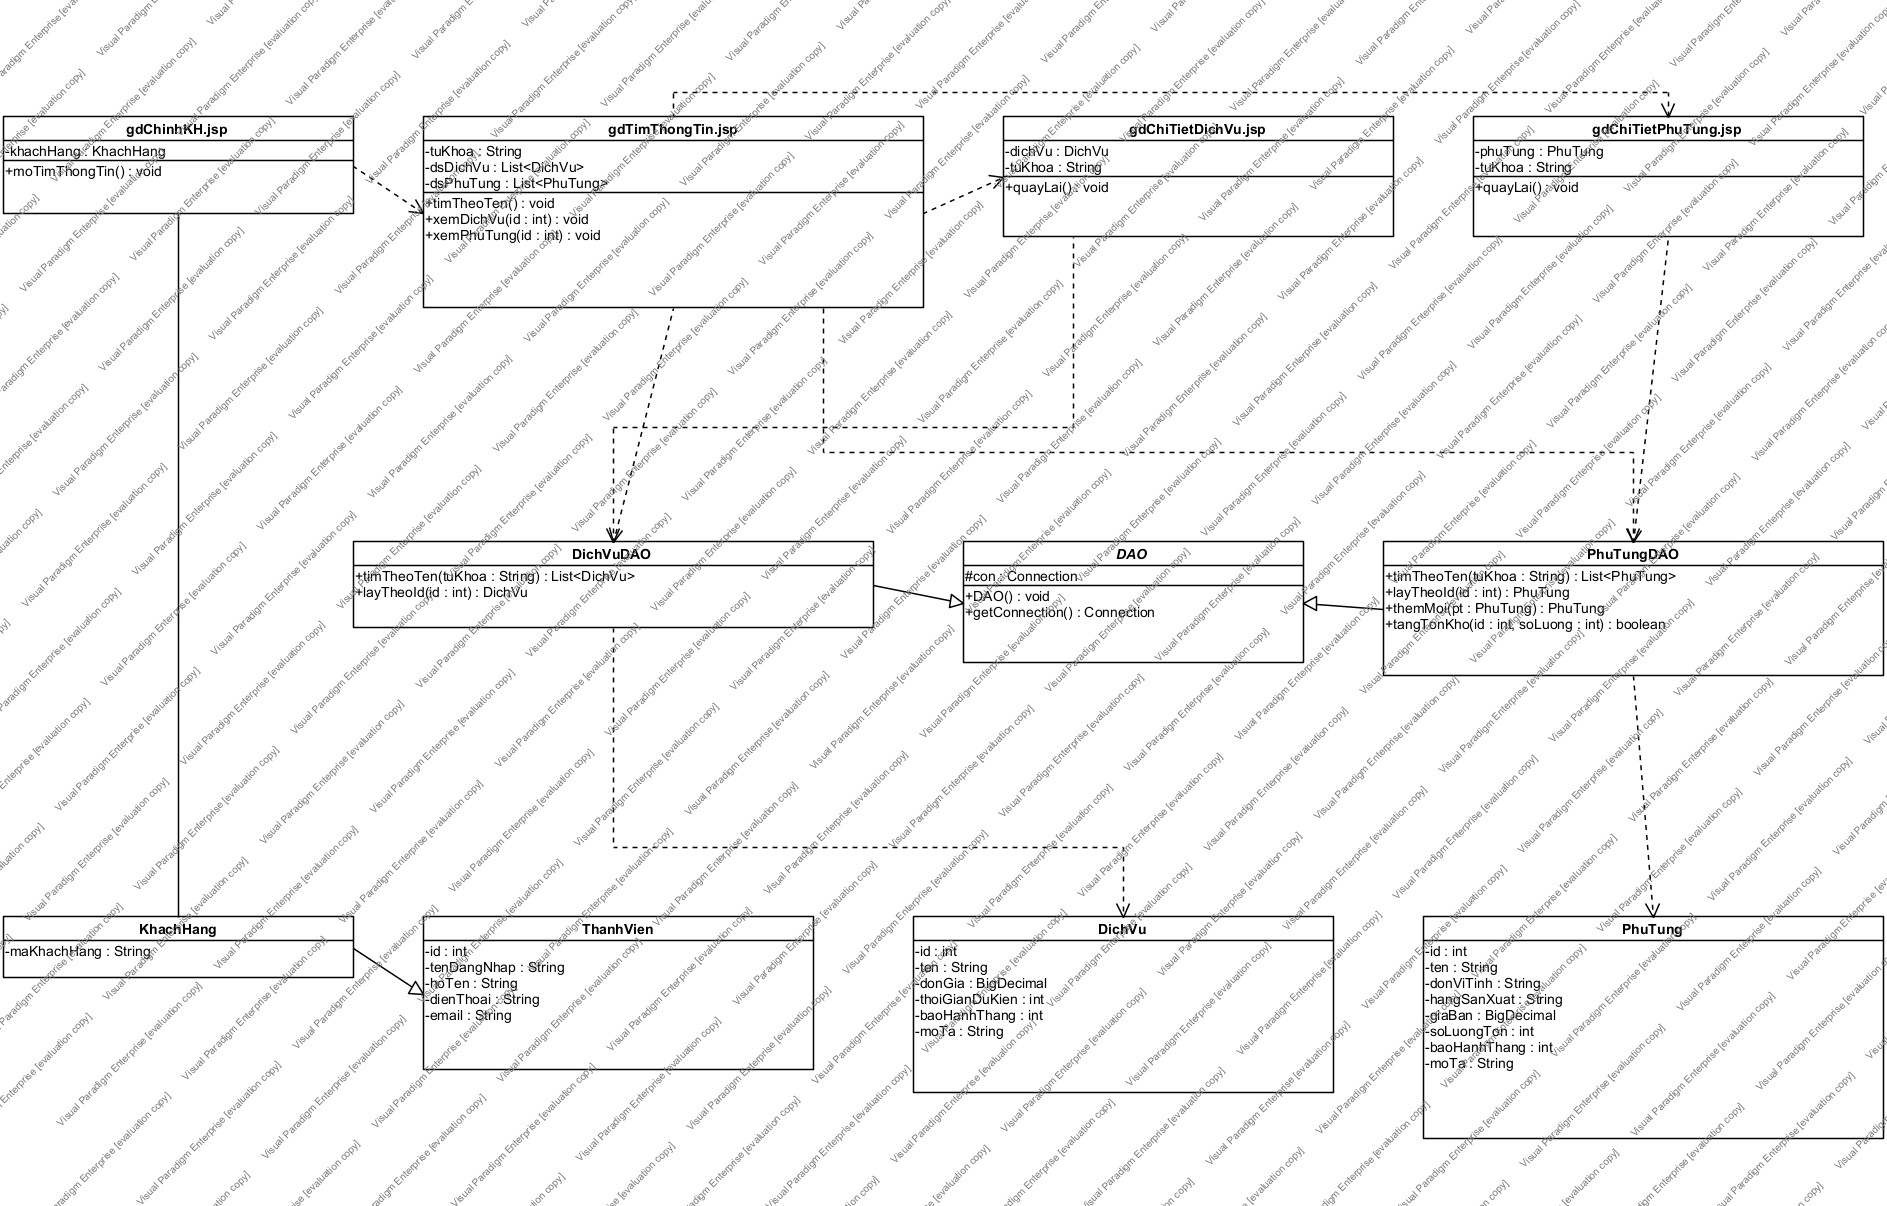 gdChinhKH.jsp
-khachHang : KhachHang
+moTimThongTin() : void
gdTimThongTin.jsp
-tuKhoa : String
-dsDichVu : List<DichVu>
-dsPhuTung : List<PhuTung>
+timTheoTen() : void
+xemDichVu(id : int) : void
+xemPhuTung(id : int) : void
gdChiTietDichVu.jsp
-dichVu : DichVu
-tuKhoa : String
+quayLai() : void
gdChiTietPhuTung.jsp
-phuTung : PhuTung
-tuKhoa : String
+quayLai() : void
DichVuDAO
+timTheoTen(tuKhoa : String) : List<DichVu>
+layTheoId(id : int) : DichVu
DAO
#con : Connection
+DAO() : void
+getConnection() : Connection
PhuTungDAO
+timTheoTen(tuKhoa : String) : List<PhuTung>
+layTheoId(id : int) : PhuTung
+themMoi(pt : PhuTung) : PhuTung
+tangTonKho(id : int, soLuong : int) : boolean
KhachHang
-maKhachHang : String
ThanhVien
-id : int
-tenDangNhap : String
-hoTen : String
-dienThoai : String
-email : String
DichVu
-id : int
-ten : String
-donGia : BigDecimal
-thoiGianDuKien : int
-baoHanhThang : int
-moTa : String
PhuTung
-id : int
-ten : String
-donViTinh : String
-hangSanXuat : String
-giaBan : BigDecimal
-soLuongTon : int
-baoHanhThang : int
-moTa : String
Visual Paradigm Enterprise [evaluation copy]